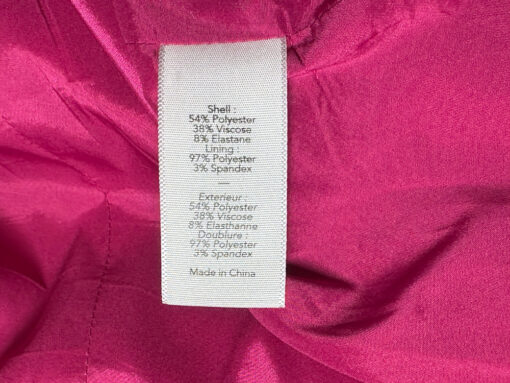 Shell :
54% Polyester
38% Viscose
8% Elastane
Lining :
97% Polyester
3% Spandex
—
Exterieur :
54% Polyester
38% Viscose
8% Elasthanne
Doublure :
97% Polyester
3% Spandex
Made in China